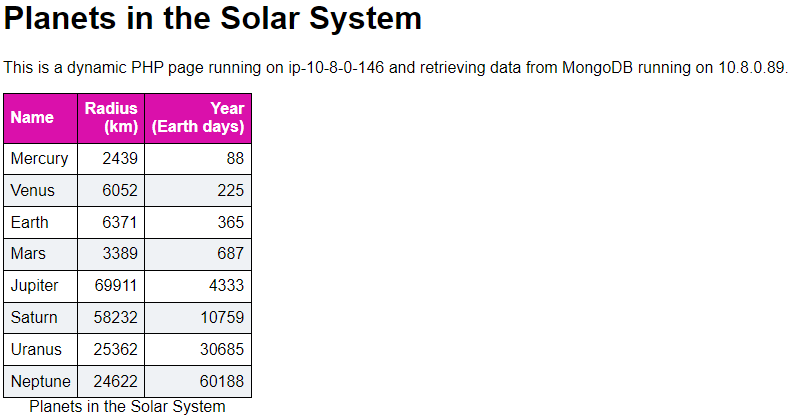 Planets in the Solar System
This is a dynamic PHP page running on ip-10-8-0-146 and retrieving data from MongoDB running on 10.8.0.89.
Name Radius (km) Year (Earth days)
Mercury 2439 88
Venus 6052 225
Earth 6371 365
Mars 3389 687
Jupiter 69911 4333
Saturn 58232 10759
Uranus 25362 30685
Neptune 24622 60188
Planets in the Solar System